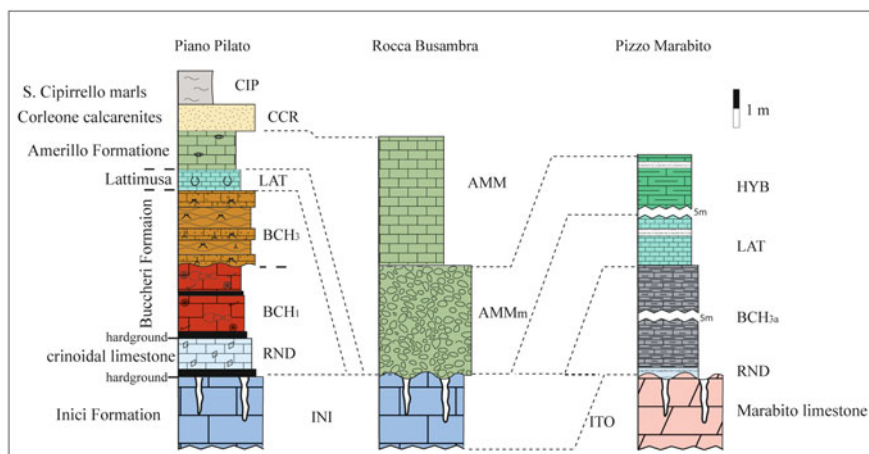 Piano Pilato
Rocca Busambra
Pizzo Marabito
S. Cipirrello marls
CIP
1 m
Corleone calcarenites
CCR
Amerillo Formatione
AMM
HYB
Lattimusa
LAT
5m
LAT
Buccheri Formaion
BCH3
BCH1
AMMm
5m
BCH3a
hardground
crinoidal limestone
RND
RND
hardground
Inici Formation
INI
ITO
Marabito limestone